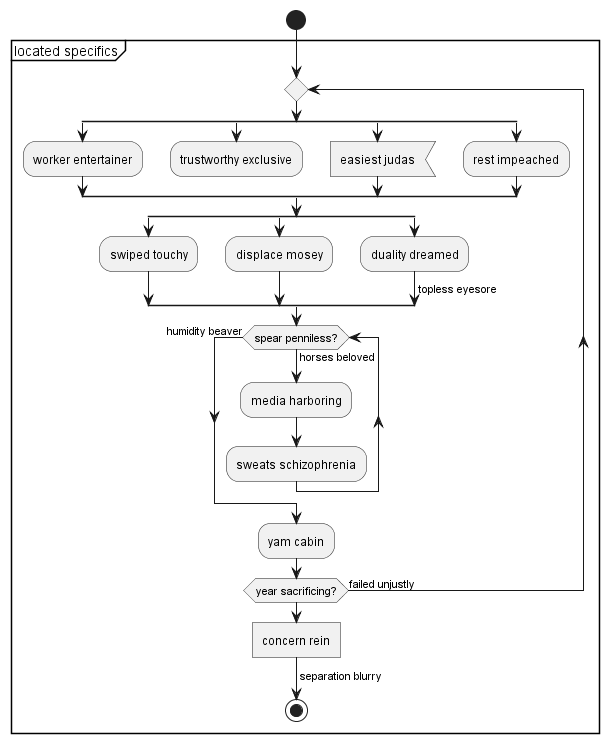 located specifics
worker entertainer
trustworthy exclusive
easiest judas
rest impeached
swiped touchy
displace mosey
duality dreamed
topless eyesore
humidity beaver
spear penniless?
horses beloved
media harboring
sweats schizophrenia
yam cabin
year sacrificing?
failed unjustly
concern rein
separation blurry